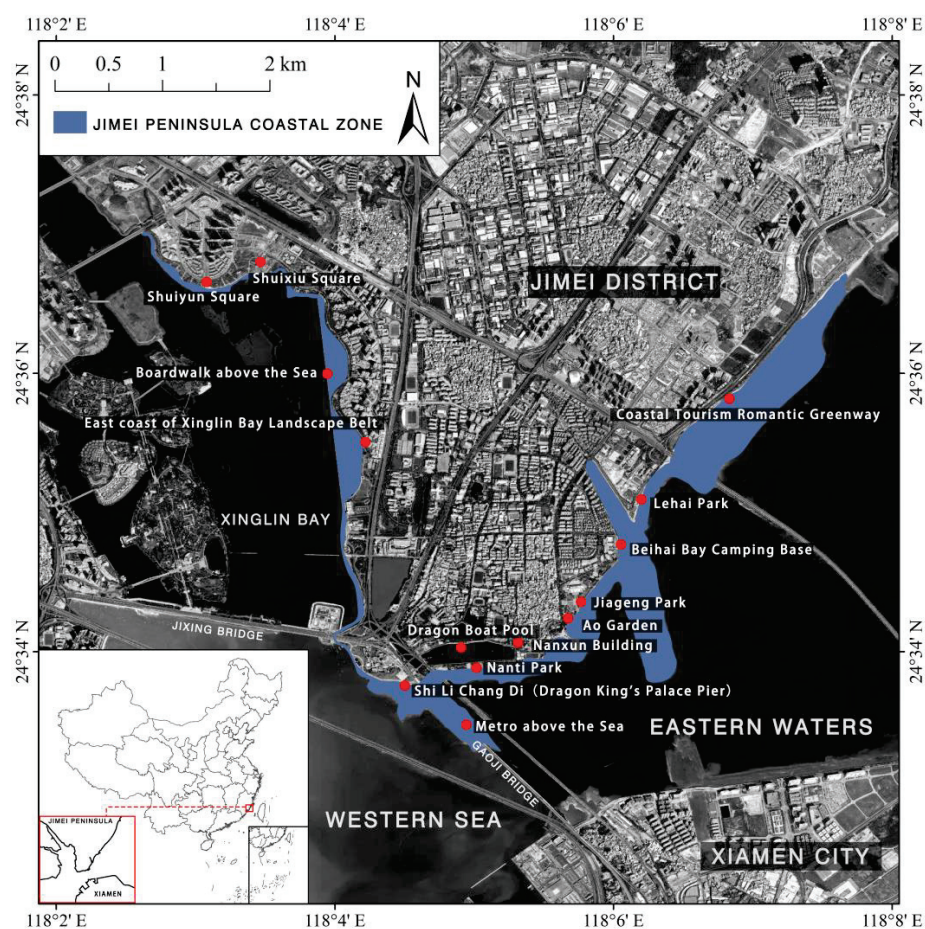 118°2′ E
118°4′ E
118°6′ E
118°8′ E
0 0.5 1 2 km
N
JIMEI PENINSULA COASTAL ZONE
24°38′ N
24°38′ N
Shuixiu Square
Shuiyun Square
JIMEI DISTRICT
24°36′ N
Boardwalk above the Sea
24°36′ N
Coastal Tourism Romantic Greenway
East coast of Xinglin Bay Landscape Belt
Lehai Park
XINGLIN BAY
Beihai Bay Camping Base
Jiageng Park
Ao Garden
JIXING BRIDGE
Dragon Boat Pool
Nanxun Building
24°34′ N
24°34′ N
Nanti Park
Shi Li Chang Di（Dragon King's Palace Pier）
Metro above the Sea
EASTERN WATERS
GAOJI BRIDGE
WESTERN SEA
JIMEI PENINSULA
XIAMEN
XIAMEN CITY
118°2′ E
118°4′ E
118°6′ E
118°8′ E